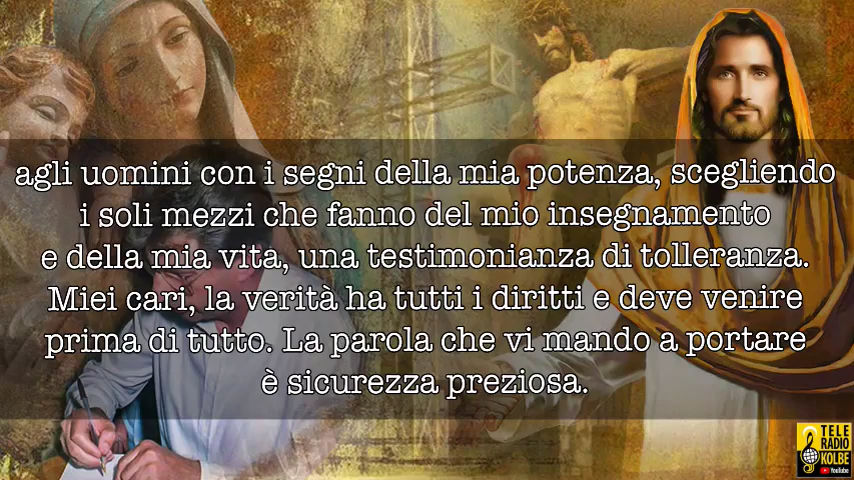 agli uomini con i segni della mia potenza, scegliendo
i soli mezzi che fanno del mio insegnamento
e della mia vita, una testimonianza di tolleranza.
Miei cari, la verità ha tutti i diritti e deve venire
prima di tutto. La parola che vi mando a portare
è sicurezza preziosa.
TELE
RADIO
KOLBE
YouTube